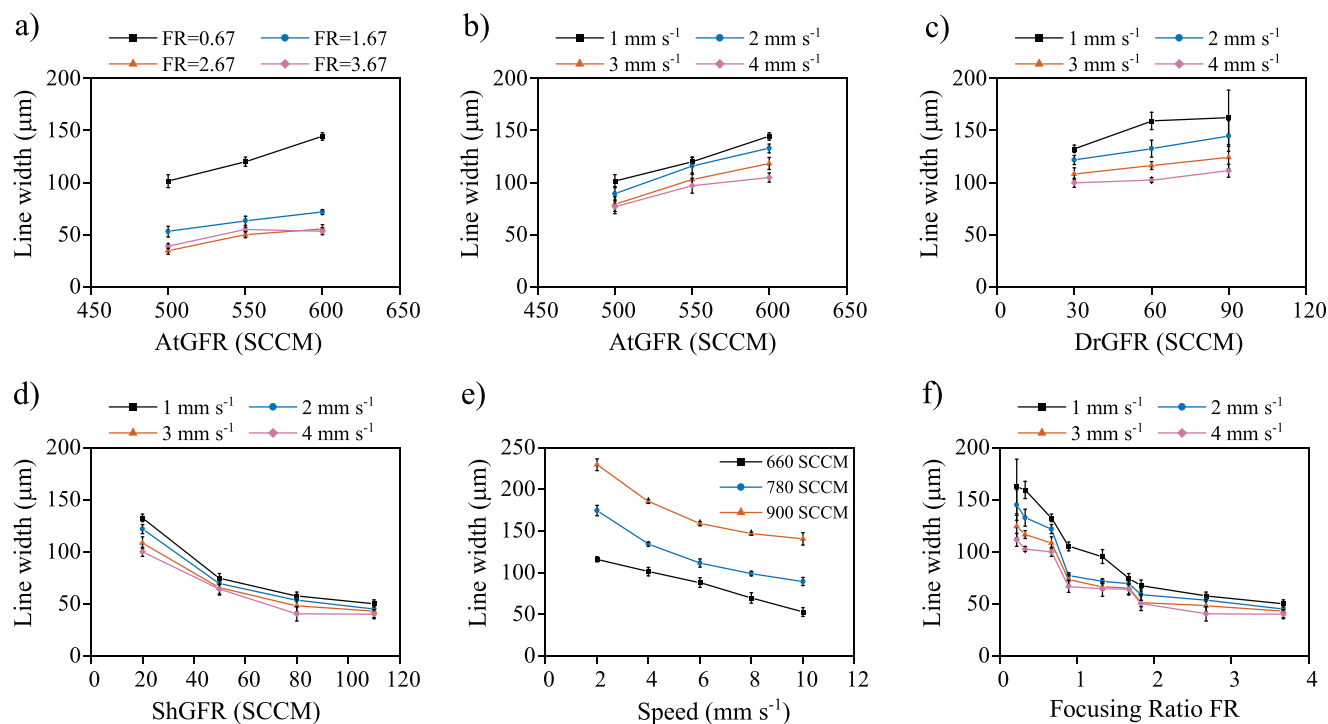 a)
FR=0.67 FR=1.67
FR=2.67 FR=3.67
200
150
100
50
0
Line width (μm)
450 500 550 600 650
AtGFR (SCCM)
b)
1 mm s⁻¹ 2 mm s⁻¹
3 mm s⁻¹ 4 mm s⁻¹
200
150
100
50
0
Line width (μm)
450 500 550 600 650
AtGFR (SCCM)
c)
1 mm s⁻¹ 2 mm s⁻¹
3 mm s⁻¹ 4 mm s⁻¹
200
150
100
50
0
Line width (μm)
0 30 60 90 120
DrGFR (SCCM)
d)
1 mm s⁻¹ 2 mm s⁻¹
3 mm s⁻¹ 4 mm s⁻¹
200
150
100
50
0
Line width (μm)
0 20 40 60 80 100 120
ShGFR (SCCM)
e)
660 SCCM
780 SCCM
900 SCCM
250
200
150
100
50
0
Line width (μm)
0 2 4 6 8 10 12
Speed (mm s⁻¹)
f)
1 mm s⁻¹ 2 mm s⁻¹
3 mm s⁻¹ 4 mm s⁻¹
200
150
100
50
0
Line width (μm)
0 1 2 3 4
Focusing Ratio FR